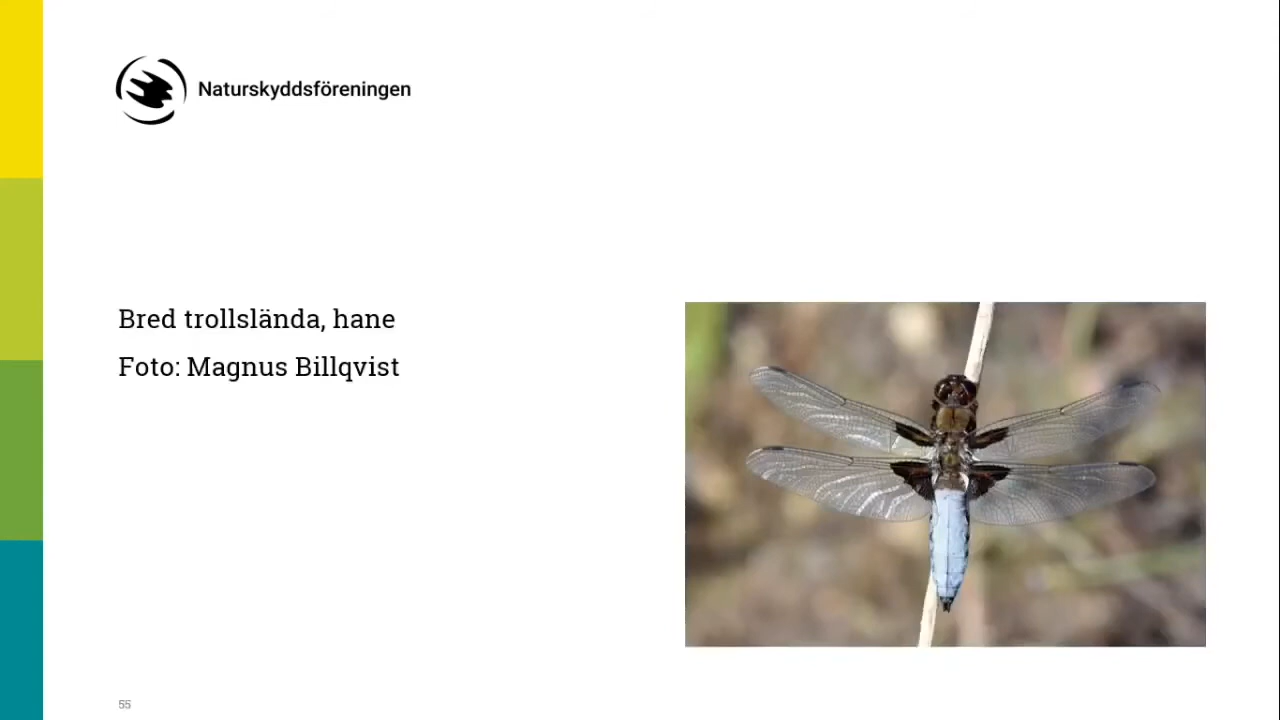 Naturskyddsföreningen
Bred trollslända, hane
Foto: Magnus Billqvist
55